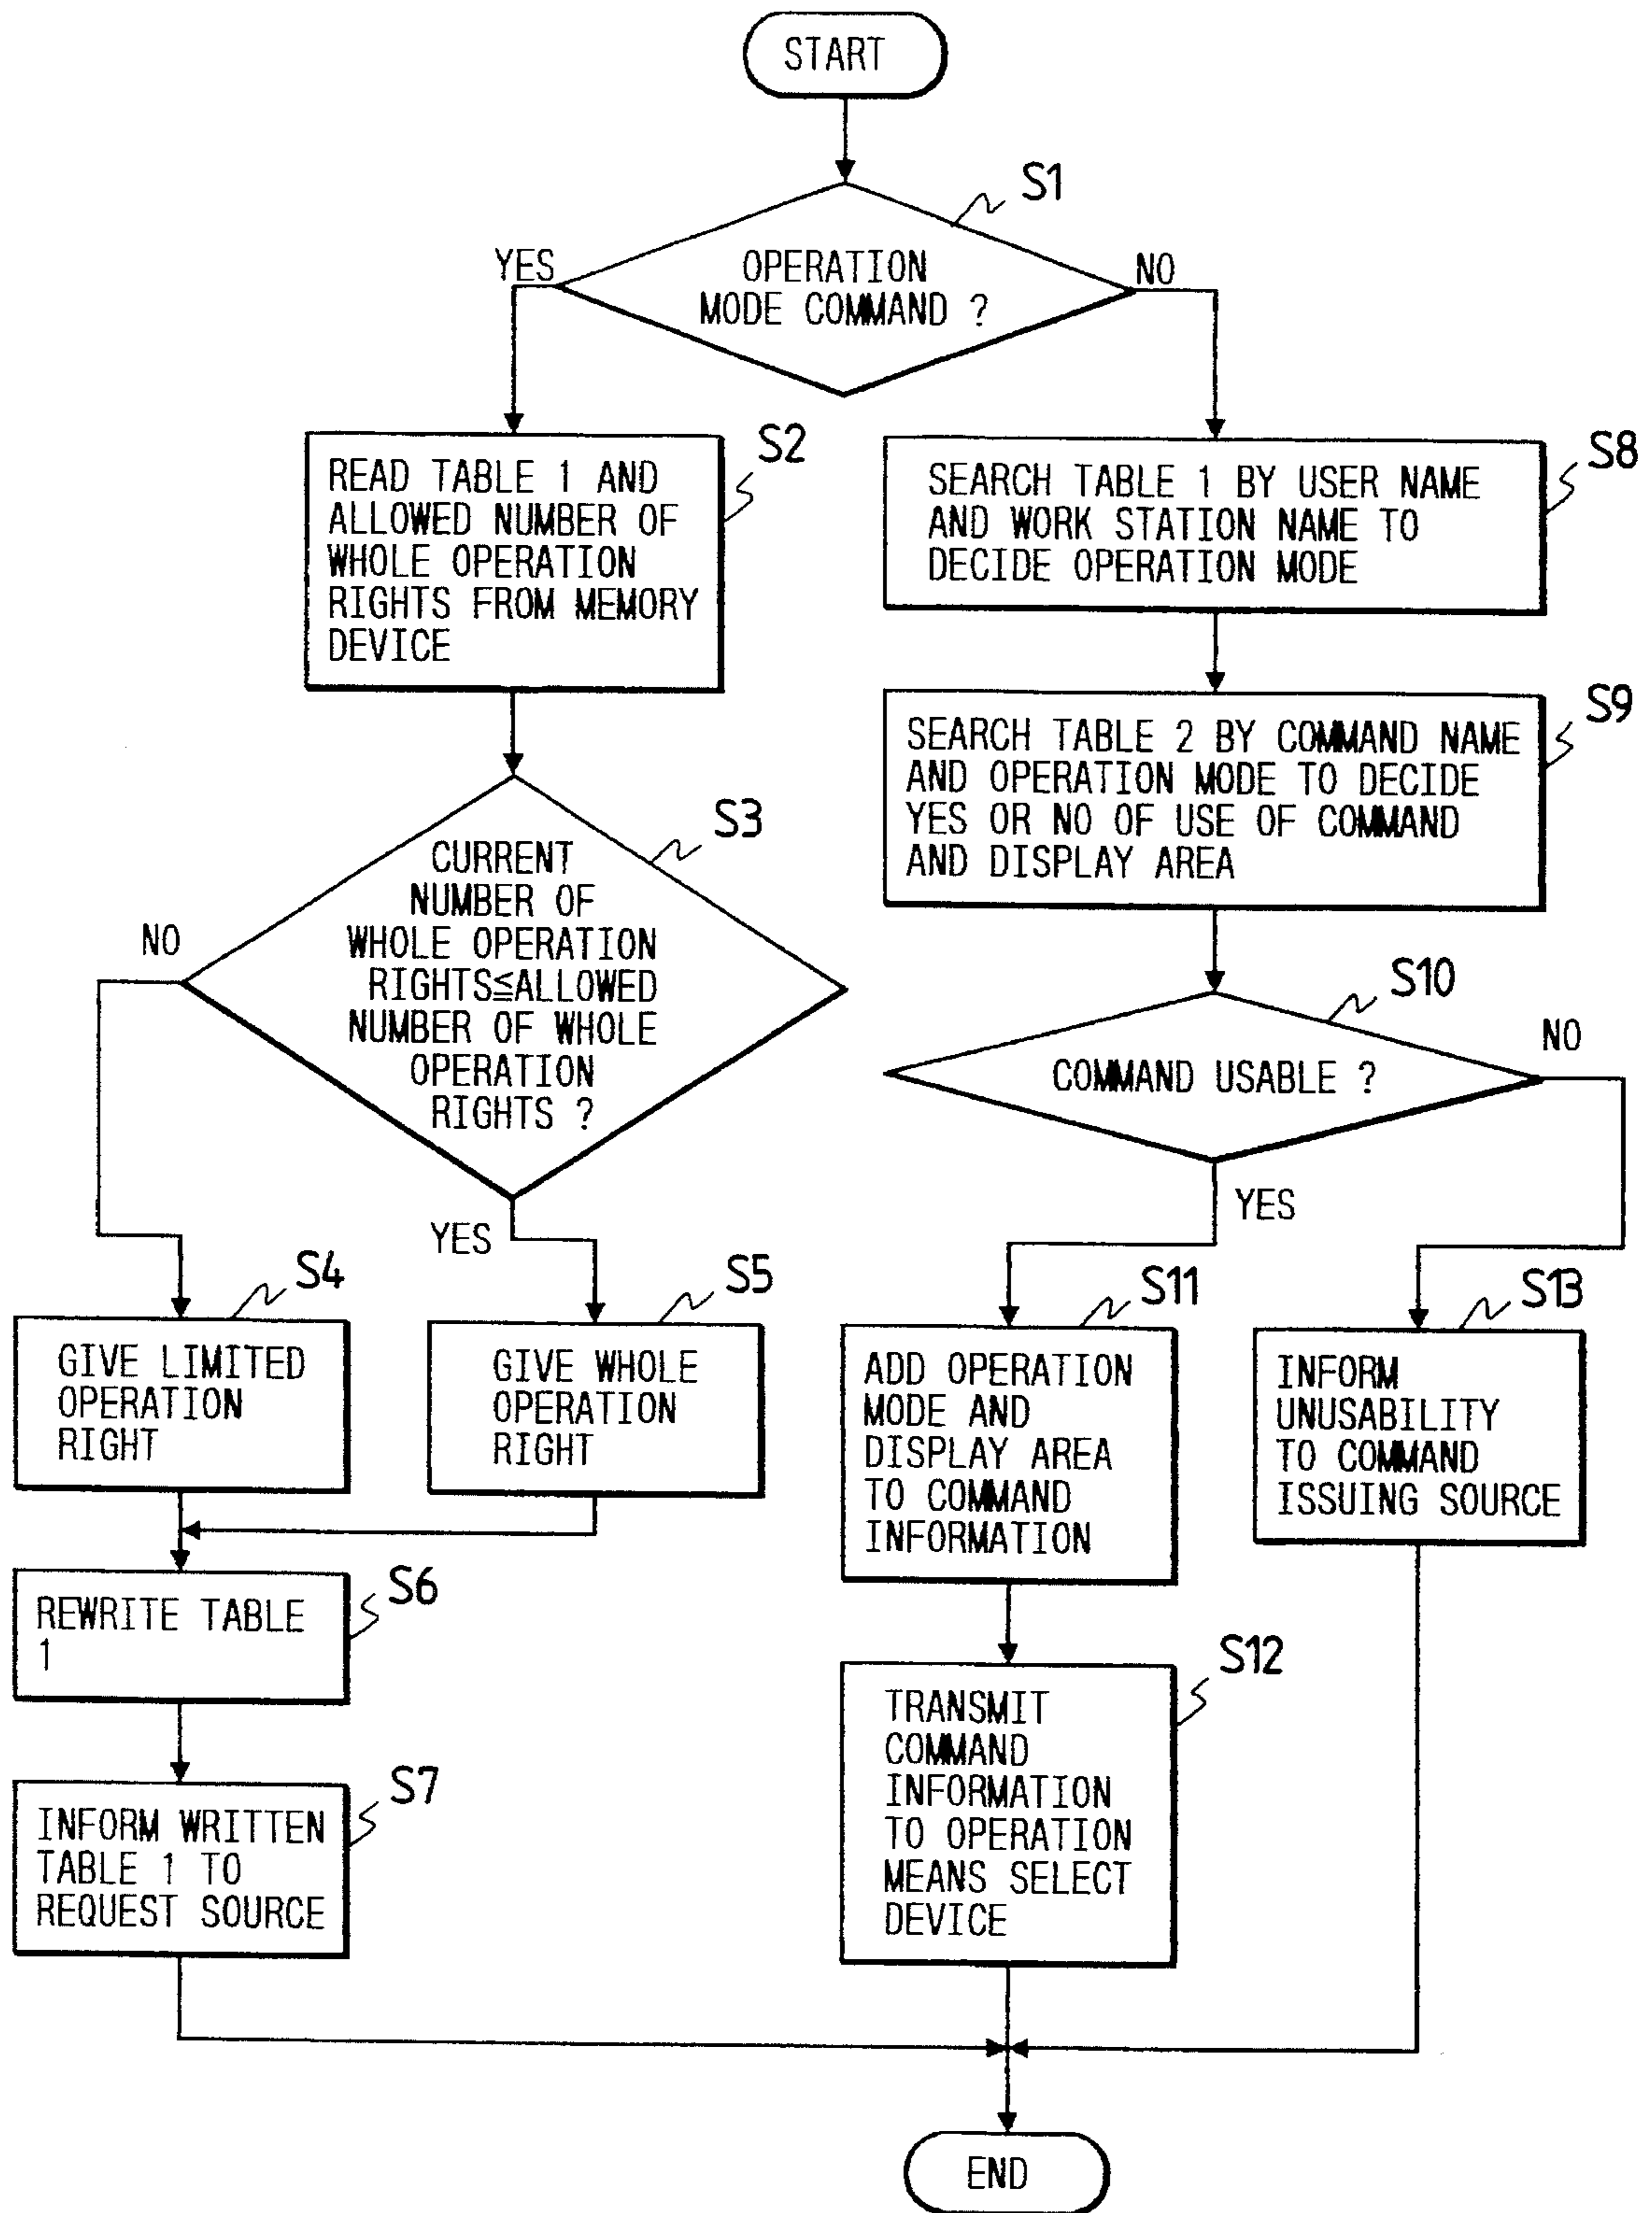 START
S1
YES
OPERATION
MODE COMMAND ?
NO
S2
READ TABLE 1 AND
ALLOWED NUMBER OF
WHOLE OPERATION
RIGHTS FROM MEMORY
DEVICE
S8
SEARCH TABLE 1 BY USER NAME
AND WORK STATION NAME TO
DECIDE OPERATION MODE
S9
SEARCH TABLE 2 BY COMMAND NAME
AND OPERATION MODE TO DECIDE
YES OR NO OF USE OF COMMAND
AND DISPLAY AREA
S3
CURRENT
NUMBER OF
WHOLE OPERATION
RIGHTS≦ALLOWED
NUMBER OF WHOLE
OPERATION
RIGHTS ?
NO
YES
S10
COMMAND USABLE ?
NO
YES
S4
GIVE LIMITED
OPERATION
RIGHT
S5
GIVE WHOLE
OPERATION
RIGHT
S11
ADD OPERATION
MODE AND
DISPLAY AREA
TO COMMAND
INFORMATION
S13
INFORM
UNUSABILITY
TO COMMAND
ISSUING SOURCE
S6
REWRITE TABLE
1
S12
TRANSMIT
COMMAND
INFORMATION
TO OPERATION
MEANS SELECT
DEVICE
S7
INFORM WRITTEN
TABLE 1 TO
REQUEST SOURCE
END